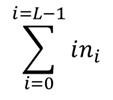 i=L−1
∑ in_i
i=0